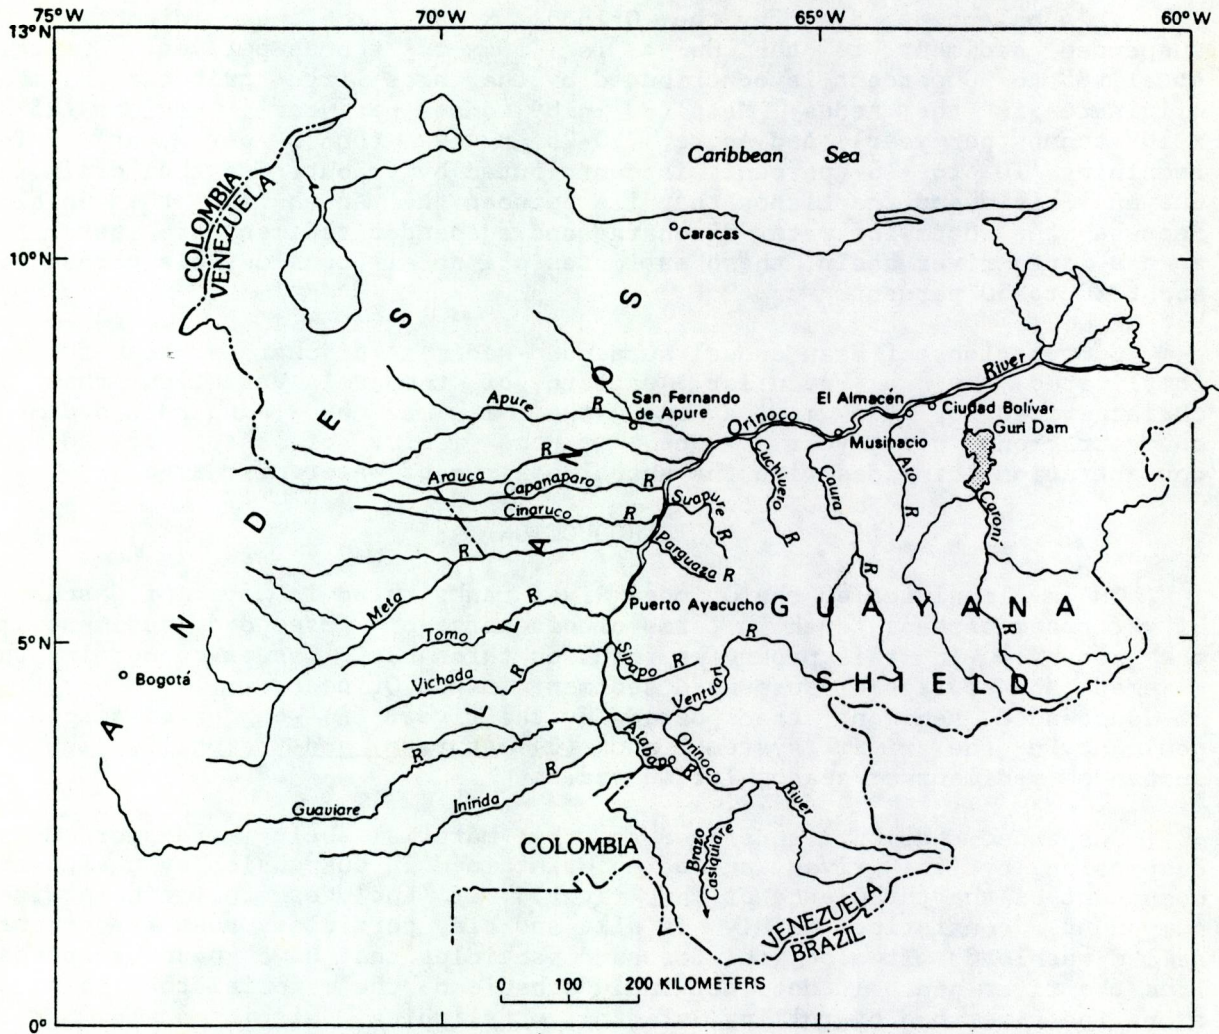 75°W
70°W
65°W
60°W
13°N
10°
5°
0°
Caribbean Sea
COLOMBIA
VENEZUELA
Caracas
ANDES
LLANOS
Apure R
San Fernando
de Apure
Orinoco River
El Almacén
Ciudad Bolívar
Guri Dam
Musinacio
Arauca R
Capanaparo R
Cinaruco R
Suapure R
Cuchivero R
Caura R
Aro R
Caroni R
Parguaza R
Meta R
Puerto Ayacucho
GUAYANA
SHIELD
Tomo R
Bogotá
Vichada R
Sipapo R
Ventuari R
Atabapo R
Orinoco River
Guaviare R
Inírida R
R
COLOMBIA
Brazo
Casiquiare
VENEZUELA
BRAZIL
0 100 200 KILOMETERS